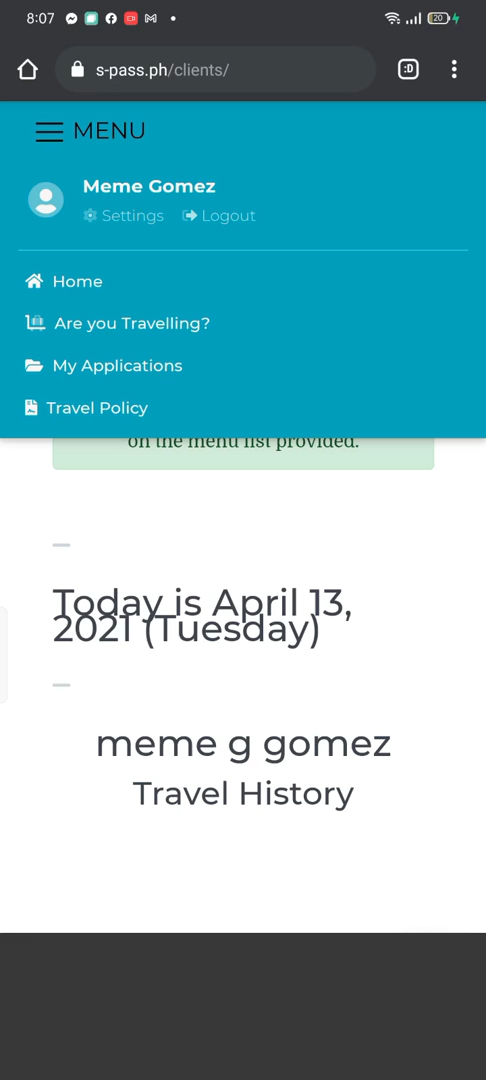 8:07
20
s-pass.ph/clients/
:D
MENU
Meme Gomez
Settings Logout
Home
Are you Travelling?
My Applications
Travel Policy
on the menu list provided.
Today is April 13,
2021 (Tuesday)
meme g gomez
Travel History